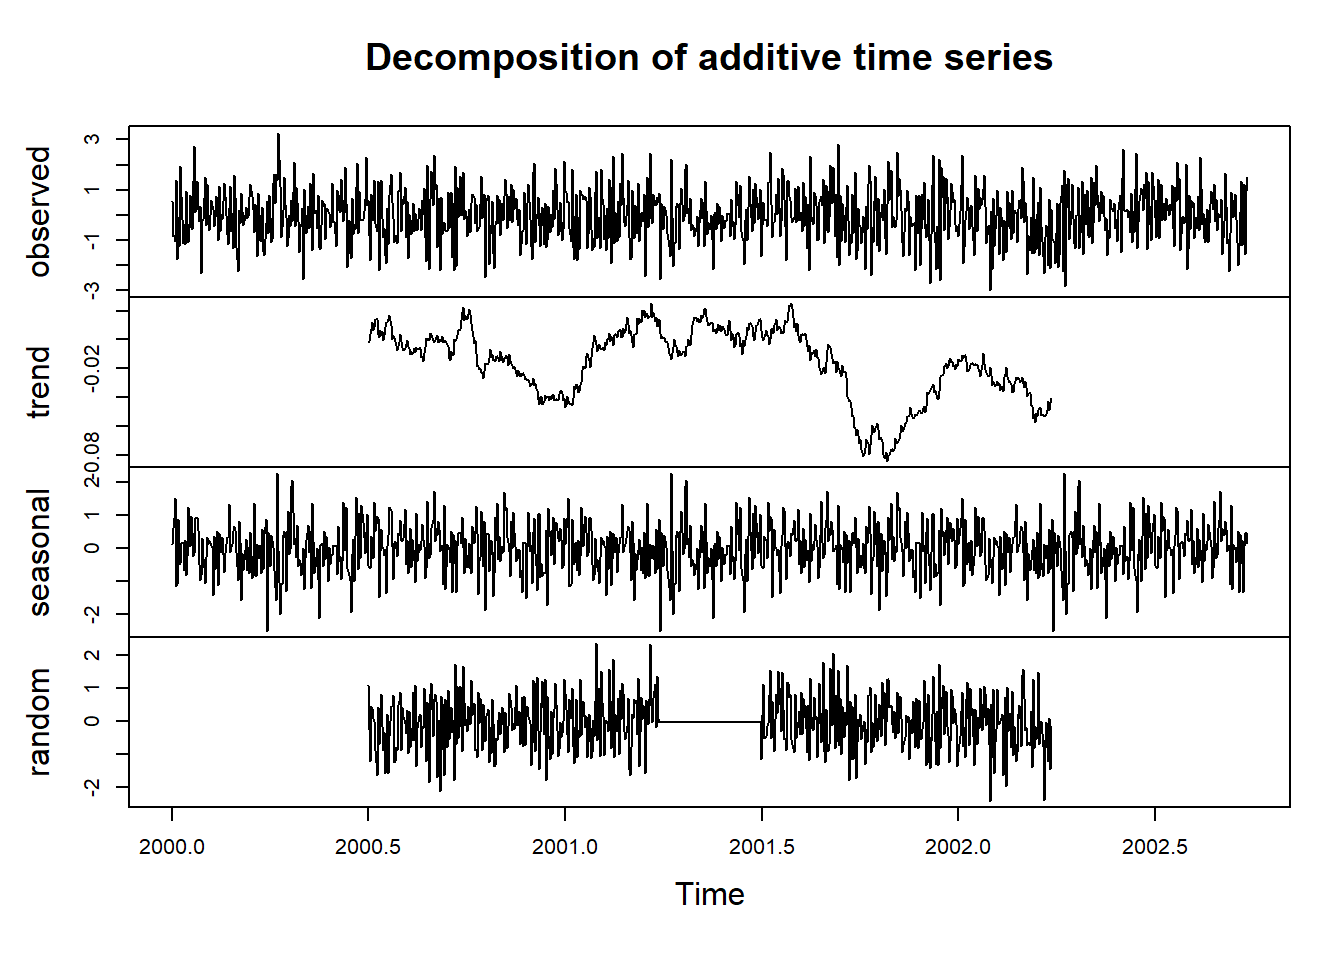 Decomposition of additive time series
observed
3
1
-1
-3
trend
-0.02
-0.08
seasonal
2
1
0
-2
random
2
1
0
-2
2000.0 2000.5 2001.0 2001.5 2002.0 2002.5
Time